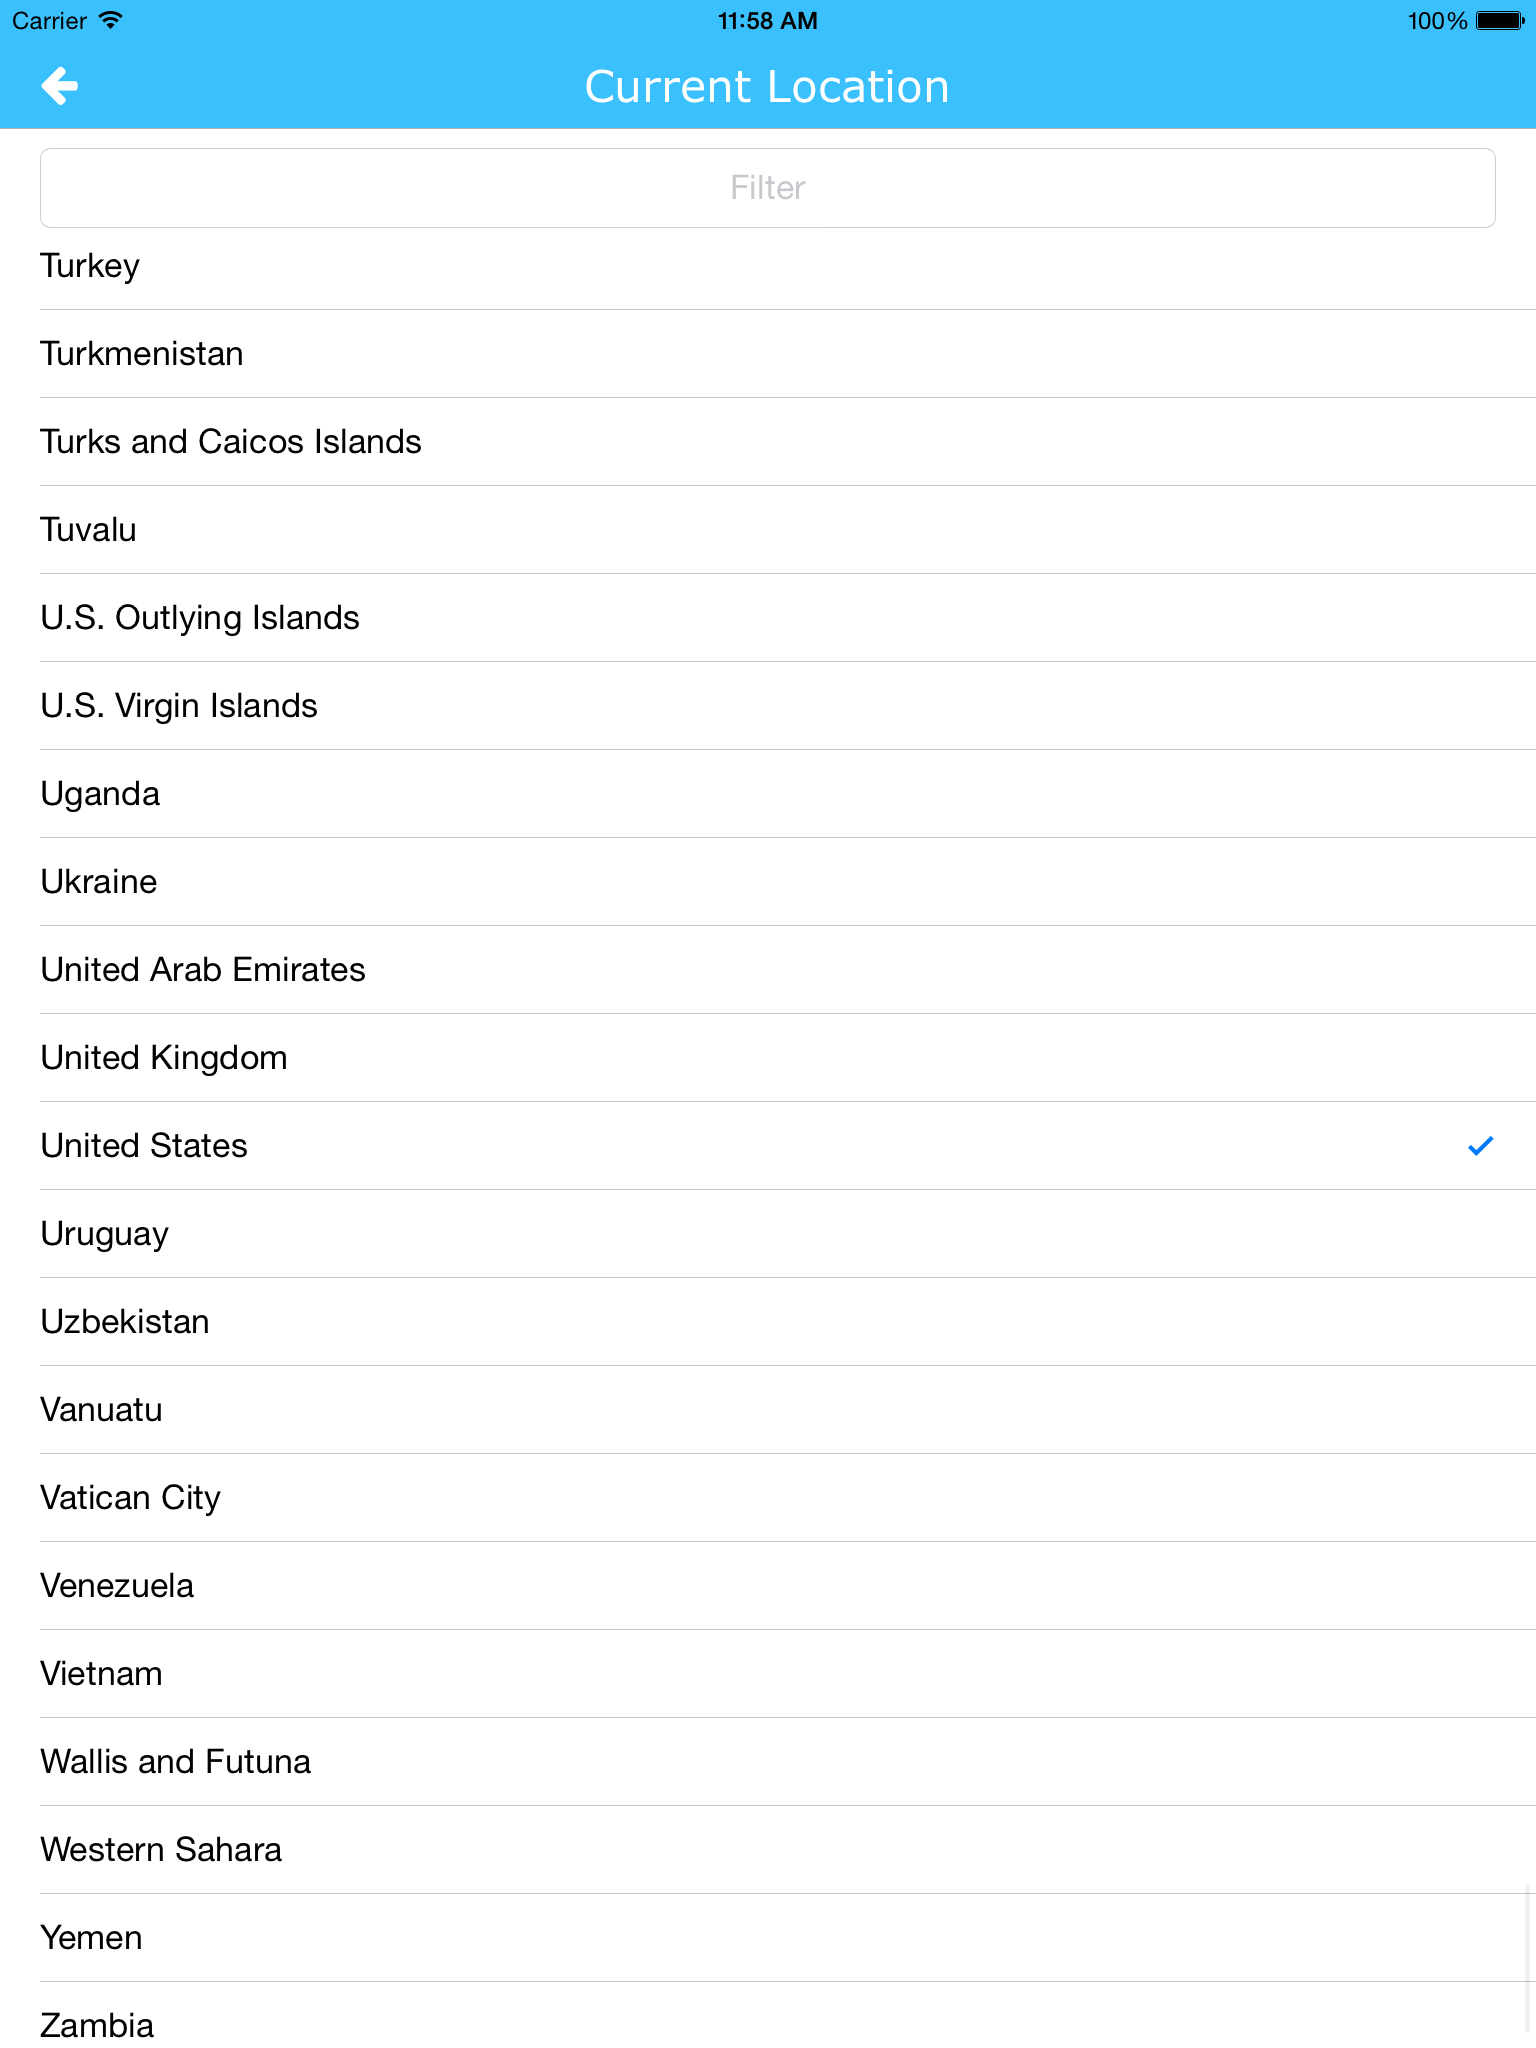 Carrier 11:58 AM 100%
Current Location
Filter
Turkey
Turkmenistan
Turks and Caicos Islands
Tuvalu
U.S. Outlying Islands
U.S. Virgin Islands
Uganda
Ukraine
United Arab Emirates
United Kingdom
United States
Uruguay
Uzbekistan
Vanuatu
Vatican City
Venezuela
Vietnam
Wallis and Futuna
Western Sahara
Yemen
Zambia